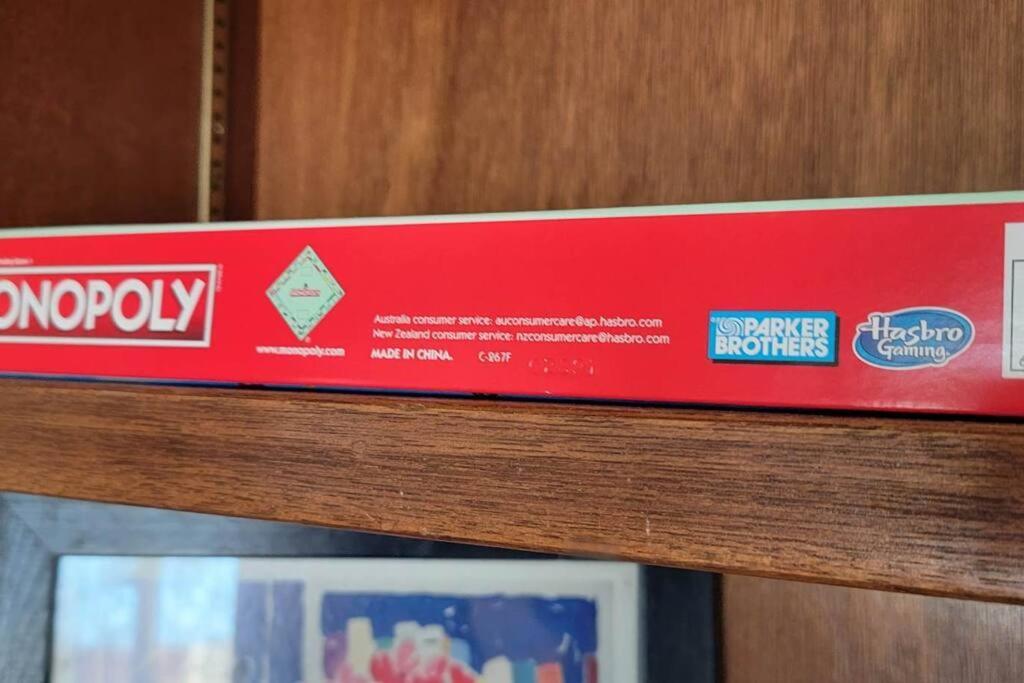 ONOPOLY
www.monopoly.com
Australia consumer service: auconsumercare@ap.hasbro.com
New Zealand consumer service: nzconsumercare@hasbro.com
MADE IN CHINA. C-267F
PARKER
BROTHERS
Hasbro
Gaming